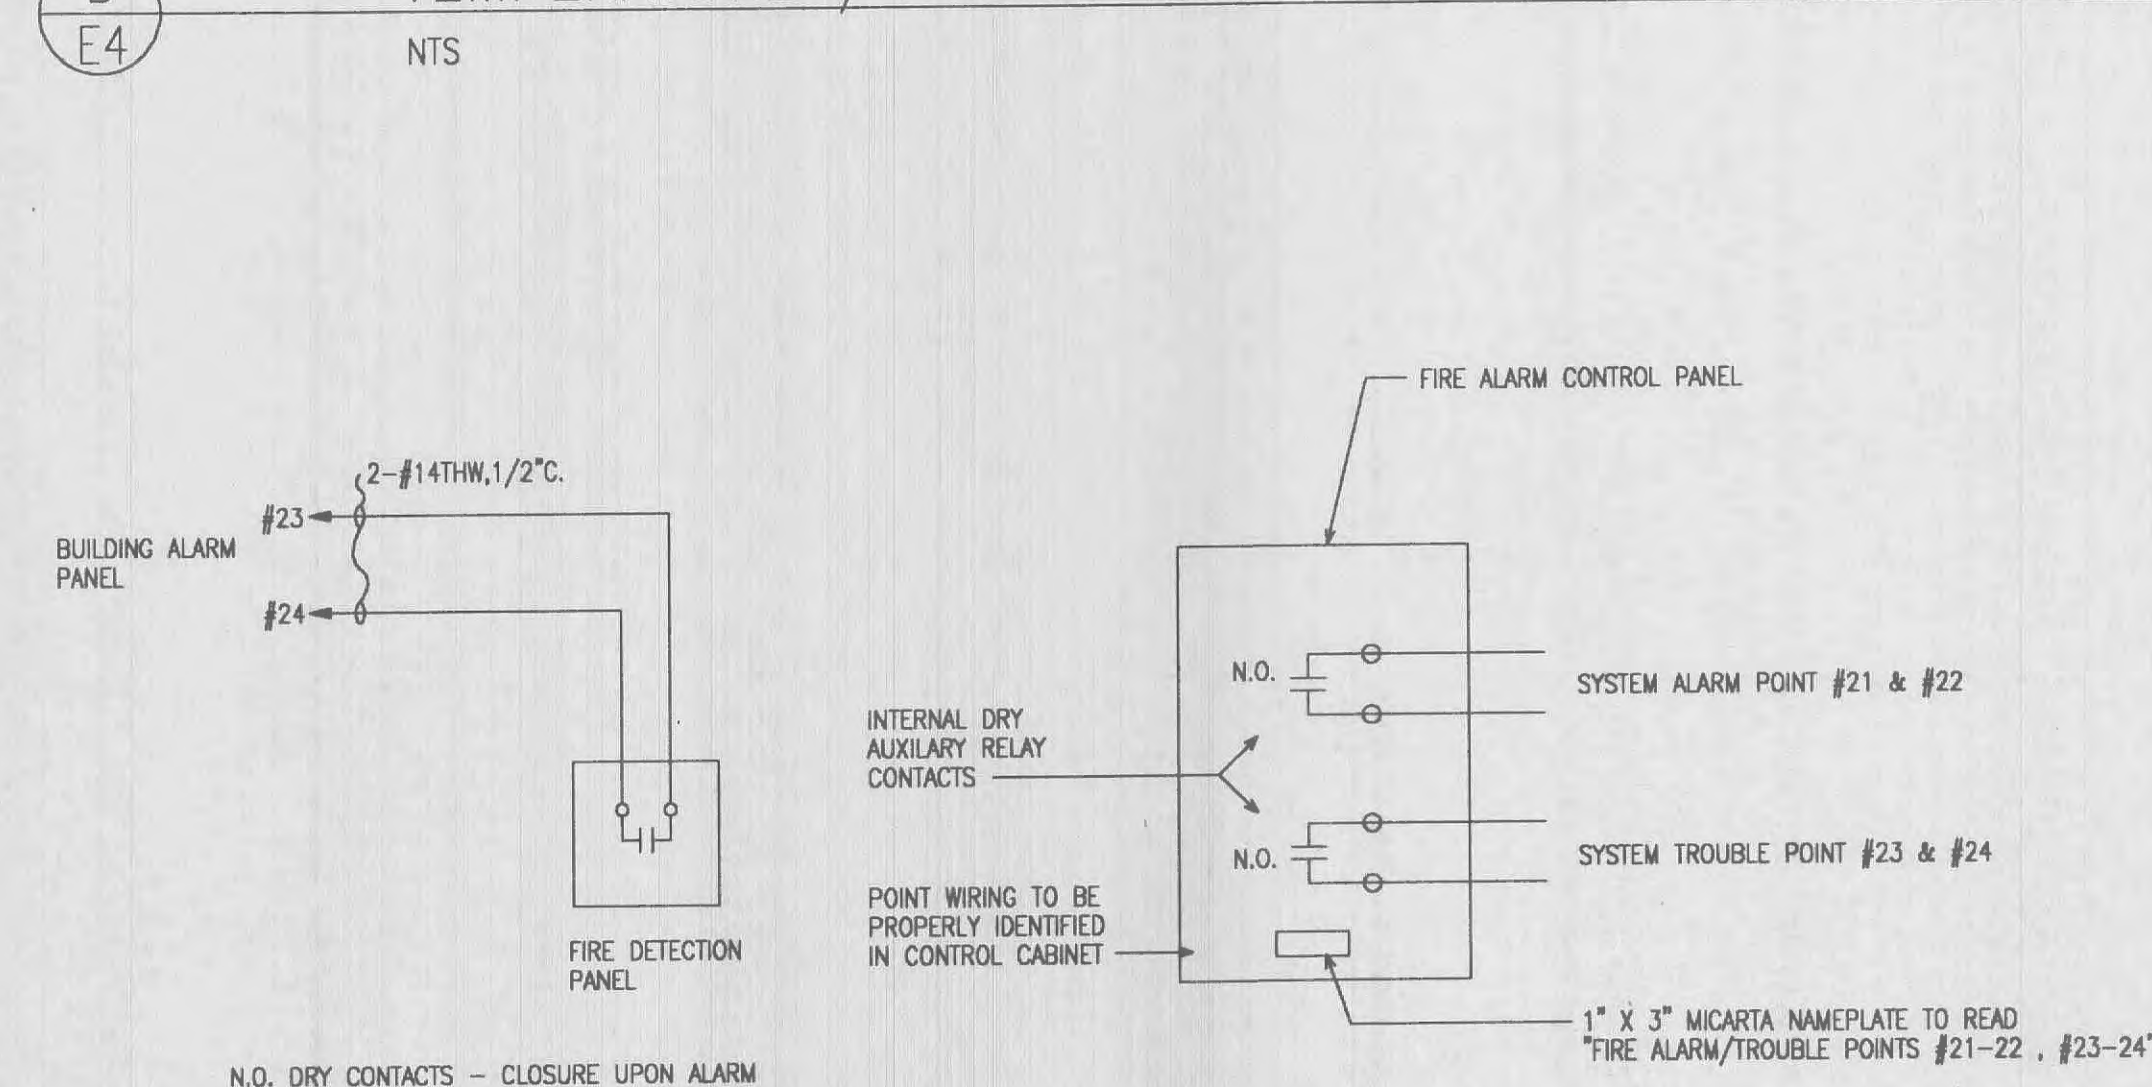 E4
NTS
FIRE ALARM CONTROL PANEL
2-#14THW,1/2"C.
#23
BUILDING ALARM
PANEL
#24
N.O.
SYSTEM ALARM POINT #21 & #22
INTERNAL DRY
AUXILARY RELAY
CONTACTS
N.O.
SYSTEM TROUBLE POINT #23 & #24
POINT WIRING TO BE
PROPERLY IDENTIFIED
IN CONTROL CABINET
FIRE DETECTION
PANEL
1" X 3" MICARTA NAMEPLATE TO READ
"FIRE ALARM/TROUBLE POINTS #21-22 , #23-24"
N.O. DRY CONTACTS - CLOSURE UPON ALARM